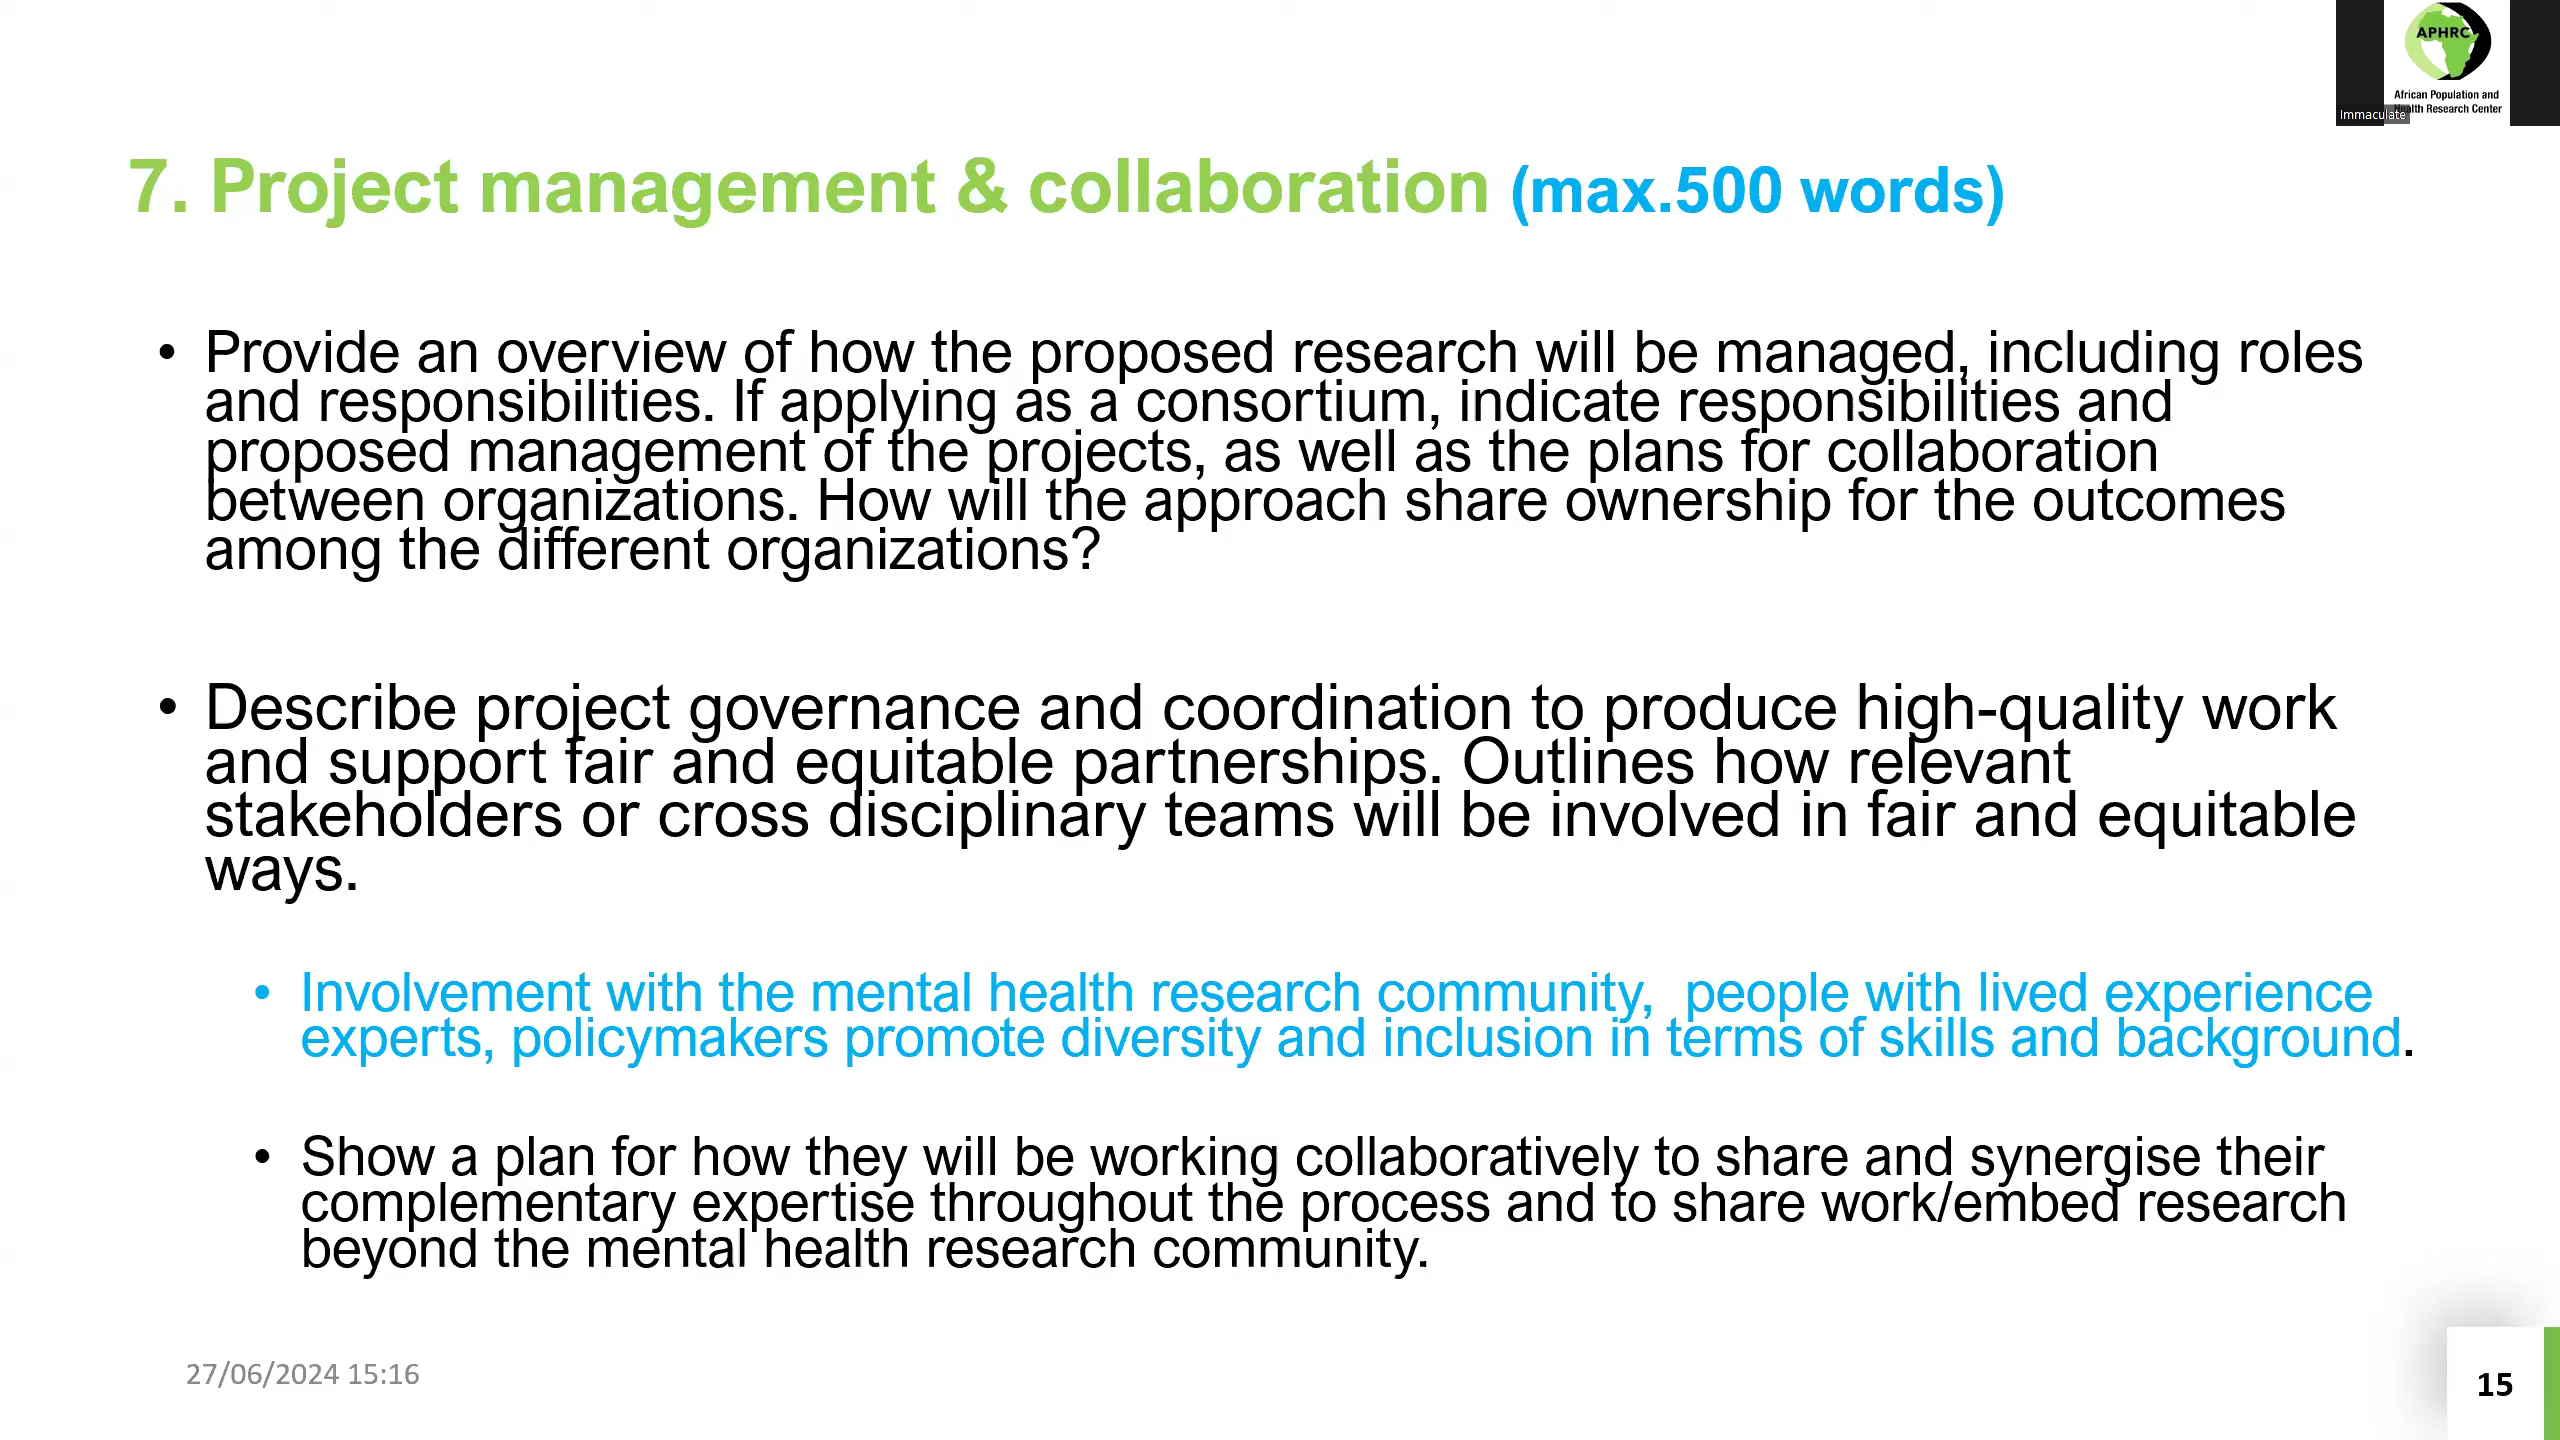 APHRC
African Population and
Health Research Center
Immaculate
7. Project management & collaboration (max.500 words)
• Provide an overview of how the proposed research will be managed, including roles
and responsibilities. If applying as a consortium, indicate responsibilities and
proposed management of the projects, as well as the plans for collaboration
between organizations. How will the approach share ownership for the outcomes
among the different organizations?
• Describe project governance and coordination to produce high-quality work
and support fair and equitable partnerships. Outlines how relevant
stakeholders or cross disciplinary teams will be involved in fair and equitable
ways.
• Involvement with the mental health research community,  people with lived experience
experts, policymakers promote diversity and inclusion in terms of skills and background.
• Show a plan for how they will be working collaboratively to share and synergise their
complementary expertise throughout the process and to share work/embed research
beyond the mental health research community.
27/06/2024 15:16
15